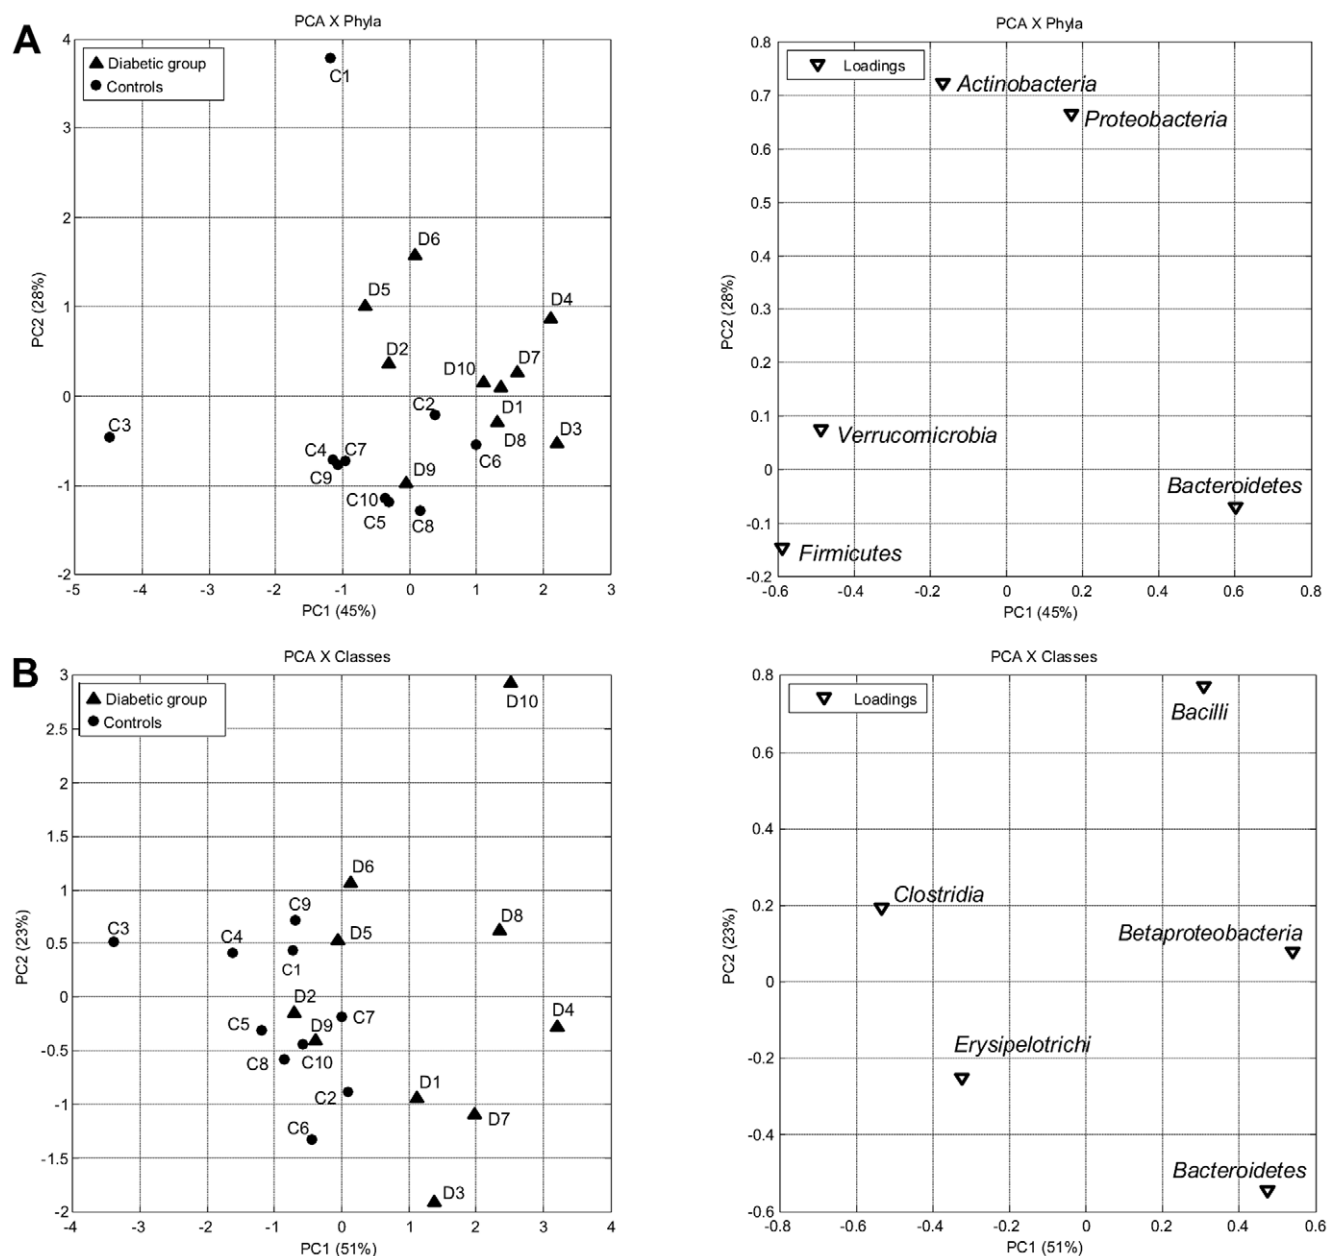 A
PCA X Phyla
Diabetic group
Controls
4
3
2
1
0
-1
-2
PC2 (28%)
C1
D6
D5
D4
D2
D7
D10
D1
C2
D8
D3
C3
C4
C7
C9
C6
D9
C10
C5
C8
-5
-4
-3
-2
-1
0
1
2
3
PC1 (45%)
PCA X Phyla
Loadings
0.8
0.7
0.6
0.5
0.4
0.3
0.2
0.1
0
-0.1
-0.2
PC2 (28%)
Actinobacteria
Proteobacteria
Verrucomicrobia
Bacteroidetes
Firmicutes
-0.6
-0.4
-0.2
0
0.2
0.4
0.6
0.8
PC1 (45%)
B
PCA X Classes
Diabetic group
Controls
3
2.5
2
1.5
1
0.5
0
-0.5
-1
-1.5
-2
PC2 (23%)
D10
D6
C9
D8
C3
C4
D5
C1
D2
D4
C5
D9
C7
C8
C10
D1
C2
D7
C6
D3
-4
-3
-2
-1
0
1
2
3
4
PC1 (51%)
PCA X Classes
Loadings
0.8
0.6
0.4
0.2
0
-0.2
-0.4
-0.6
PC2 (23%)
Bacilli
Clostridia
Betaproteobacteria
Erysipelotrichi
Bacteroidetes
-0.8
-0.6
-0.4
-0.2
0
0.2
0.4
0.6
PC1 (51%)